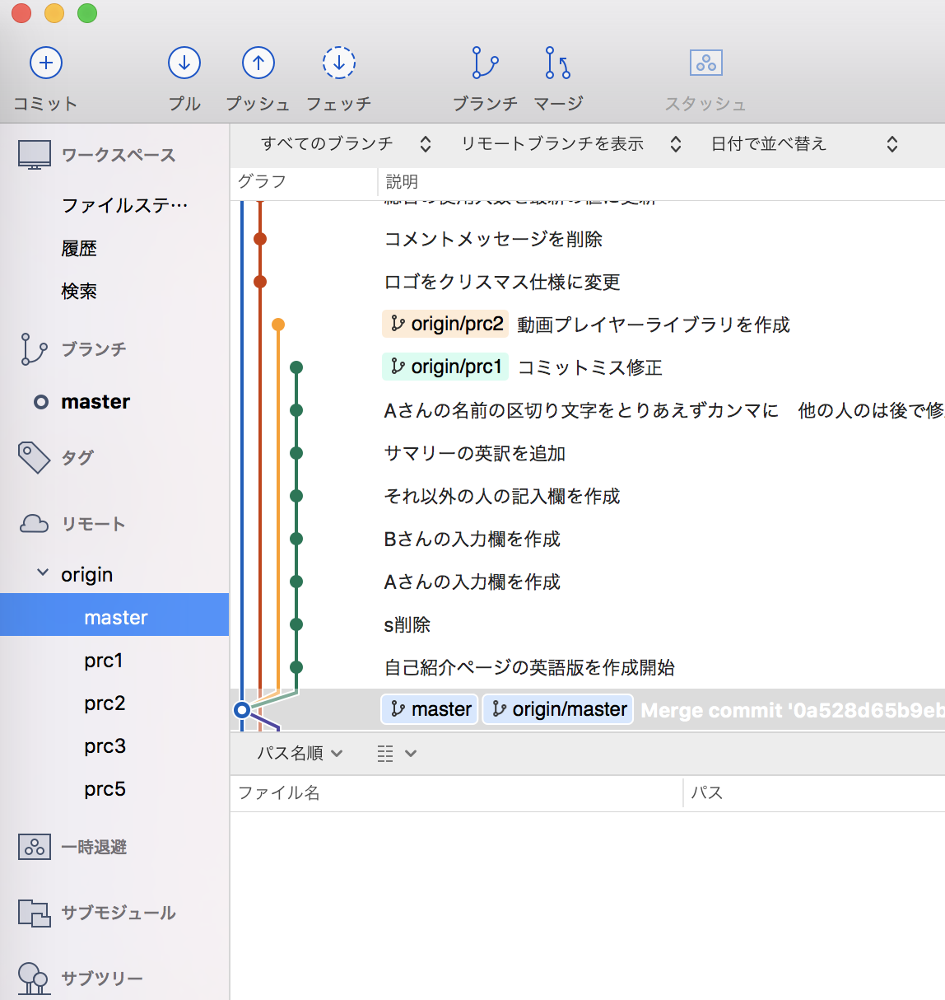 コミット プル プッシュ フェッチ ブランチ マージ スタッシュ
ワークスペース
ファイルステ…
履歴
検索
ブランチ
master
タグ
リモート
origin
master
prc1
prc2
prc3
prc5
一時退避
サブモジュール
サブツリー
すべてのブランチ リモートブランチを表示 日付で並べ替え
グラフ 説明
コメントメッセージを削除
ロゴをクリスマス仕様に変更
origin/prc2 動画プレイヤーライブラリを作成
origin/prc1 コミットミス修正
Aさんの名前の区切り文字をとりあえずカンマに　他の人のは後で修
サマリーの英訳を追加
それ以外の人の記入欄を作成
Bさんの入力欄を作成
Aさんの入力欄を作成
s削除
自己紹介ページの英語版を作成開始
master origin/master Merge commit '0a528d65b9eb
パス名順
ファイル名 パス